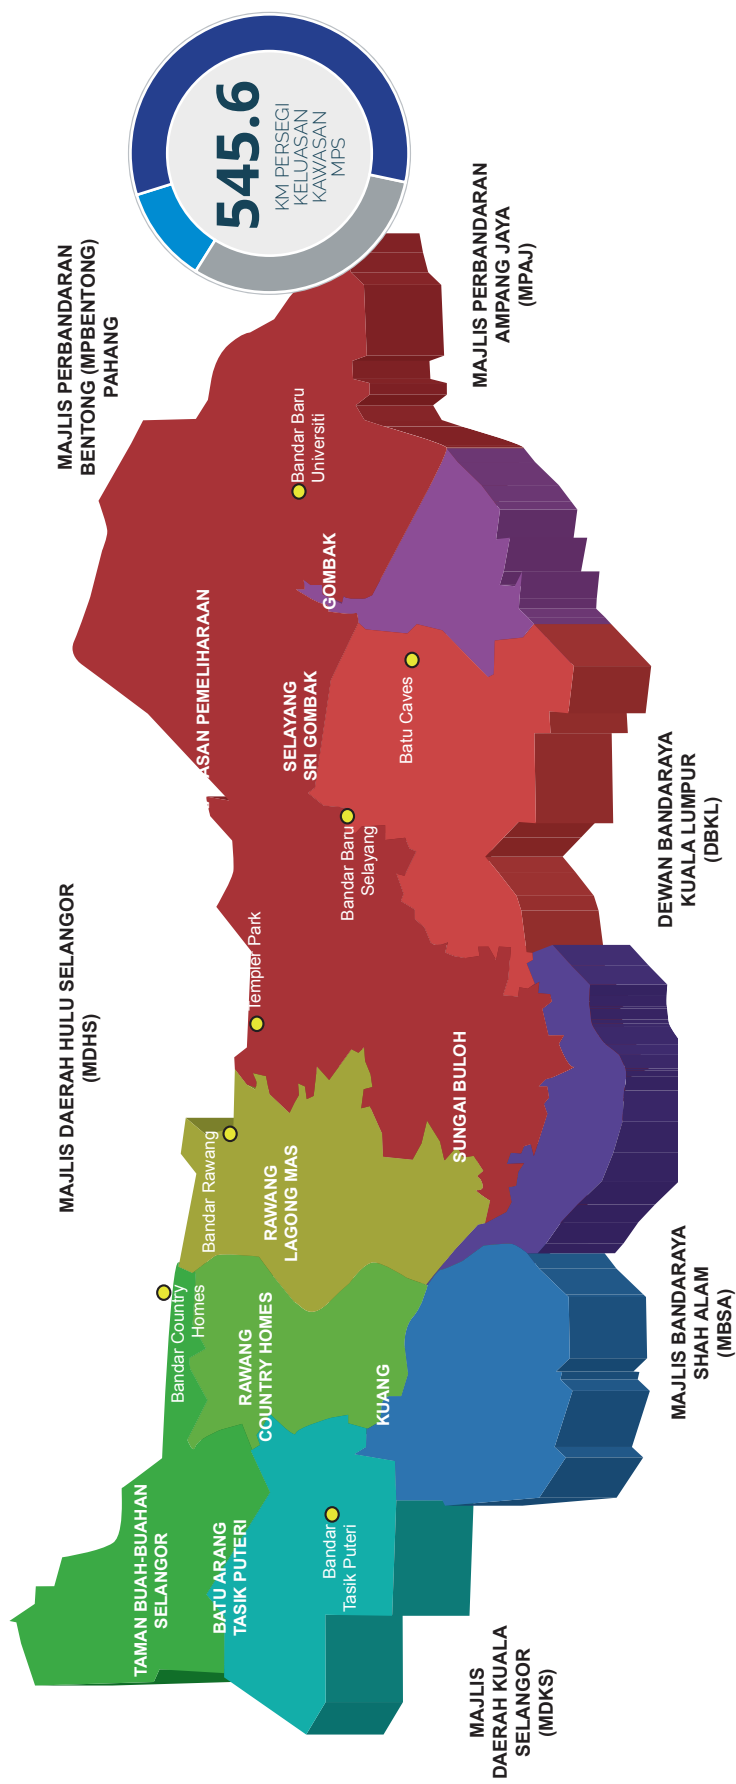 MAJLIS DAERAH KUALA
SELANGOR
(MDKS)
TAMAN BUAH-BUAHAN
SELANGOR
BATU ARANG
TASIK PUTERI
Bandar
Tasik Puteri
Bandar Country
Homes
RAWANG
COUNTRY HOMES
KUANG
MAJLIS BANDARAYA
SHAH ALAM
(MBSA)
MAJLIS DAERAH HULU SELANGOR
(MDHS)
Bandar Rawang
RAWANG
LAGONG MAS
SUNGAI BULOH
Templer Park
Bandar Baru
Selayang
SELAYANG
SRI GOMBAK
Batu Caves
DEWAN BANDARAYA
KUALA LUMPUR
(DBKL)
ASAN PEMELIHARAAN
GOMBAK
Bandar Baru
Universiti
MAJLIS PERBANDARAN
BENTONG (MPBENTONG)
PAHANG
MAJLIS PERBANDARAN
AMPANG JAYA
(MPAJ)
545.6
KM PERSEGI
KELUASAN
KAWASAN
MPS